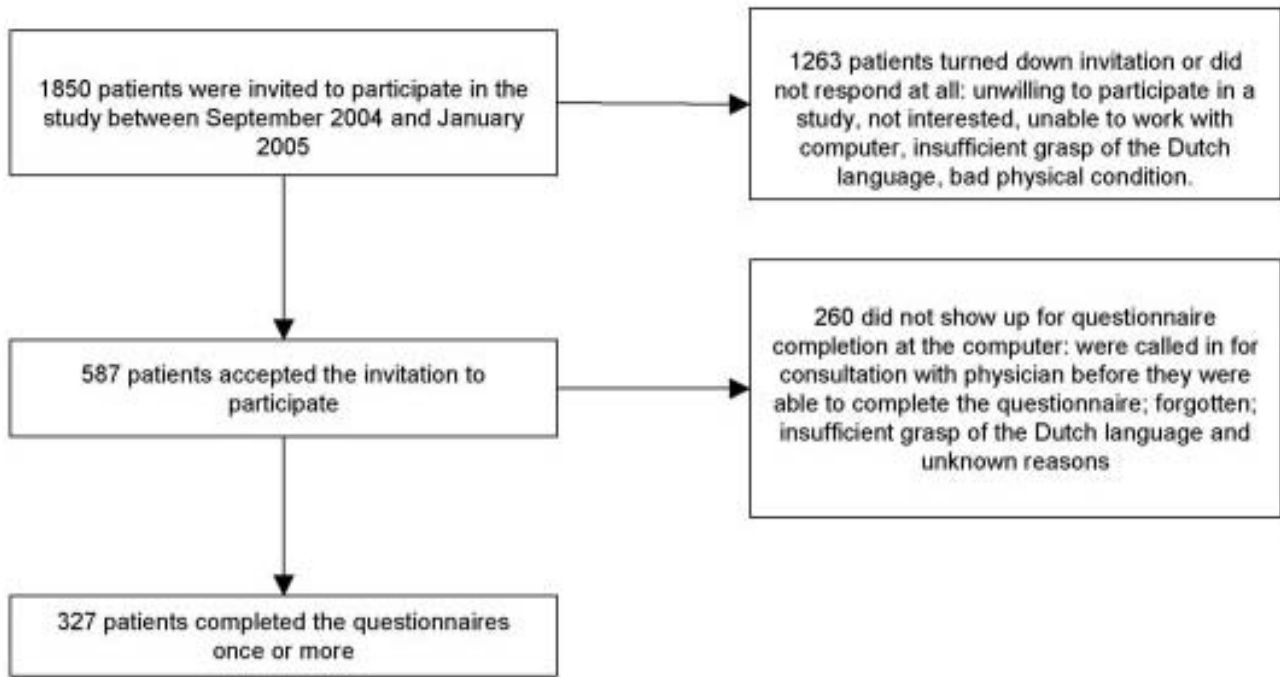 1850 patients were invited to participate in the
study between September 2004 and January
2005
1263 patients turned down invitation or did
not respond at all: unwilling to participate in a
study, not interested, unable to work with
computer, insufficient grasp of the Dutch
language, bad physical condition.
587 patients accepted the invitation to
participate
260 did not show up for questionnaire
completion at the computer: were called in for
consultation with physician before they were
able to complete the questionnaire; forgotten;
insufficient grasp of the Dutch language and
unknown reasons
327 patients completed the questionnaires
once or more